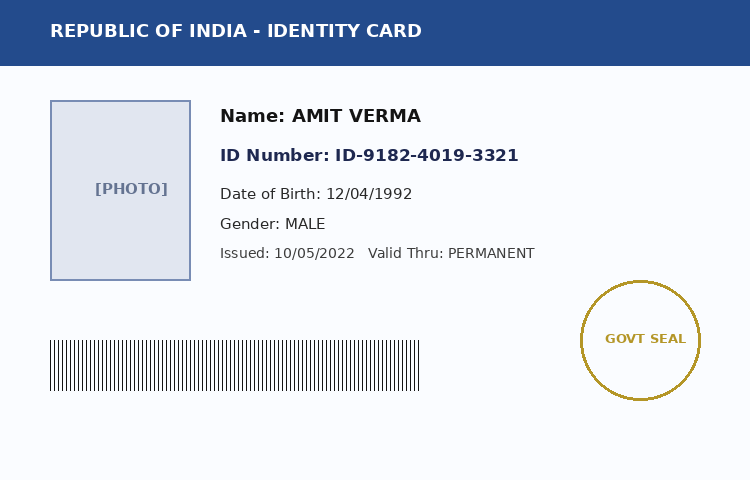 REPUBLIC OF INDIA - IDENTITY CARD
[PHOTO]
Name: AMIT VERMA
ID Number: ID-9182-4019-3321
Date of Birth: 12/04/1992
Gender: MALE
Issued: 10/05/2022 Valid Thru: PERMANENT
GOVT SEAL